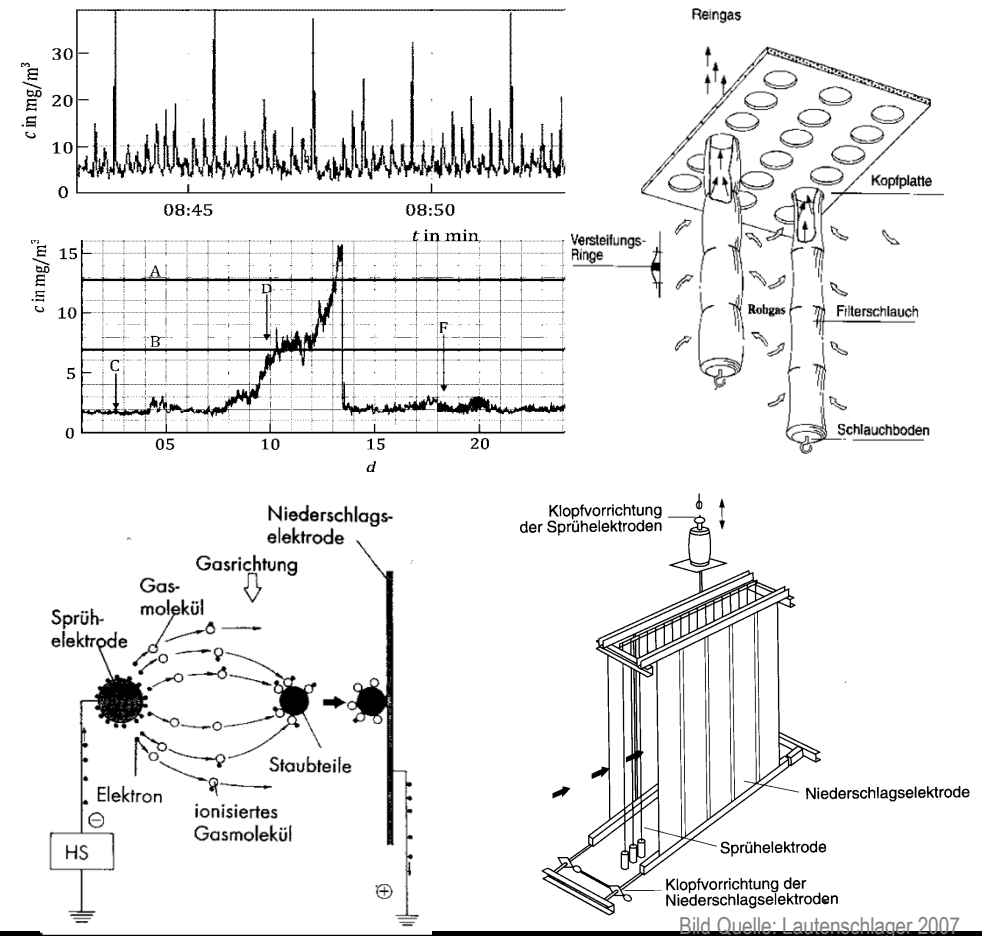 30
20
10
0
c in mg/m³
08:45
08:50
t in min
15
10
5
0
c in mg/m³
A
B
C
D
F
05
10
15
20
d
Reingas
Kopfplatte
Versteifungs-
Ringe
Rohgas
Filterschlauch
Schlauchboden
Niederschlags-
elektrode
Gasrichtung
Gas-
molekül
Sprüh-
elektrode
Staubteile
Elektron
ionisiertes
Gasmolekül
HS
Klopfvorrichtung
der Sprühelektroden
Niederschlagselektrode
Sprühelektrode
Klopfvorrichtung der
Niederschlagselektroden
Bild Quelle: Lautenschlager 2007